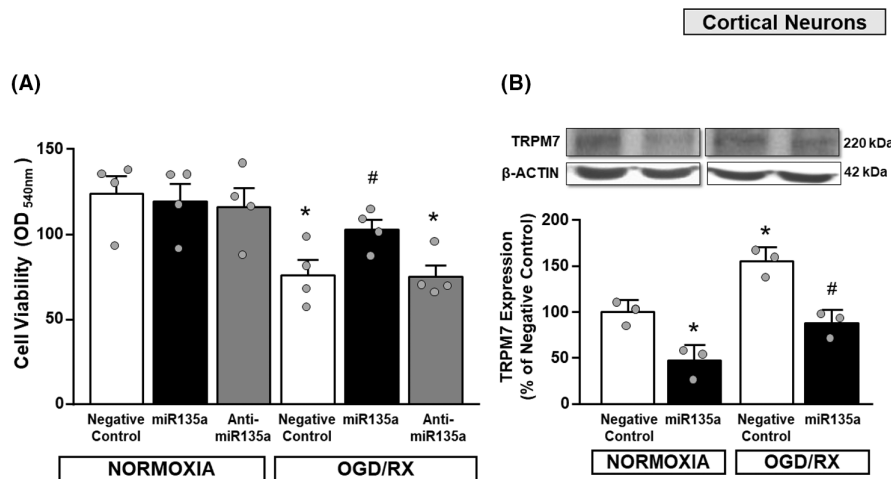 Cortical Neurons
(A)
Cell Viability (OD 540nm)
150
100
50
0
*
#
*
Negative Control
miR135a
Anti-miR135a
Negative Control
miR135a
Anti-miR135a
NORMOXIA
OGD/RX
(B)
TRPM7
220 kDa
β-ACTIN
42 kDa
TRPM7 Expression
(% of Negative Control)
200
150
100
50
0
*
*
#
Negative Control
miR135a
Negative Control
miR135a
NORMOXIA
OGD/RX